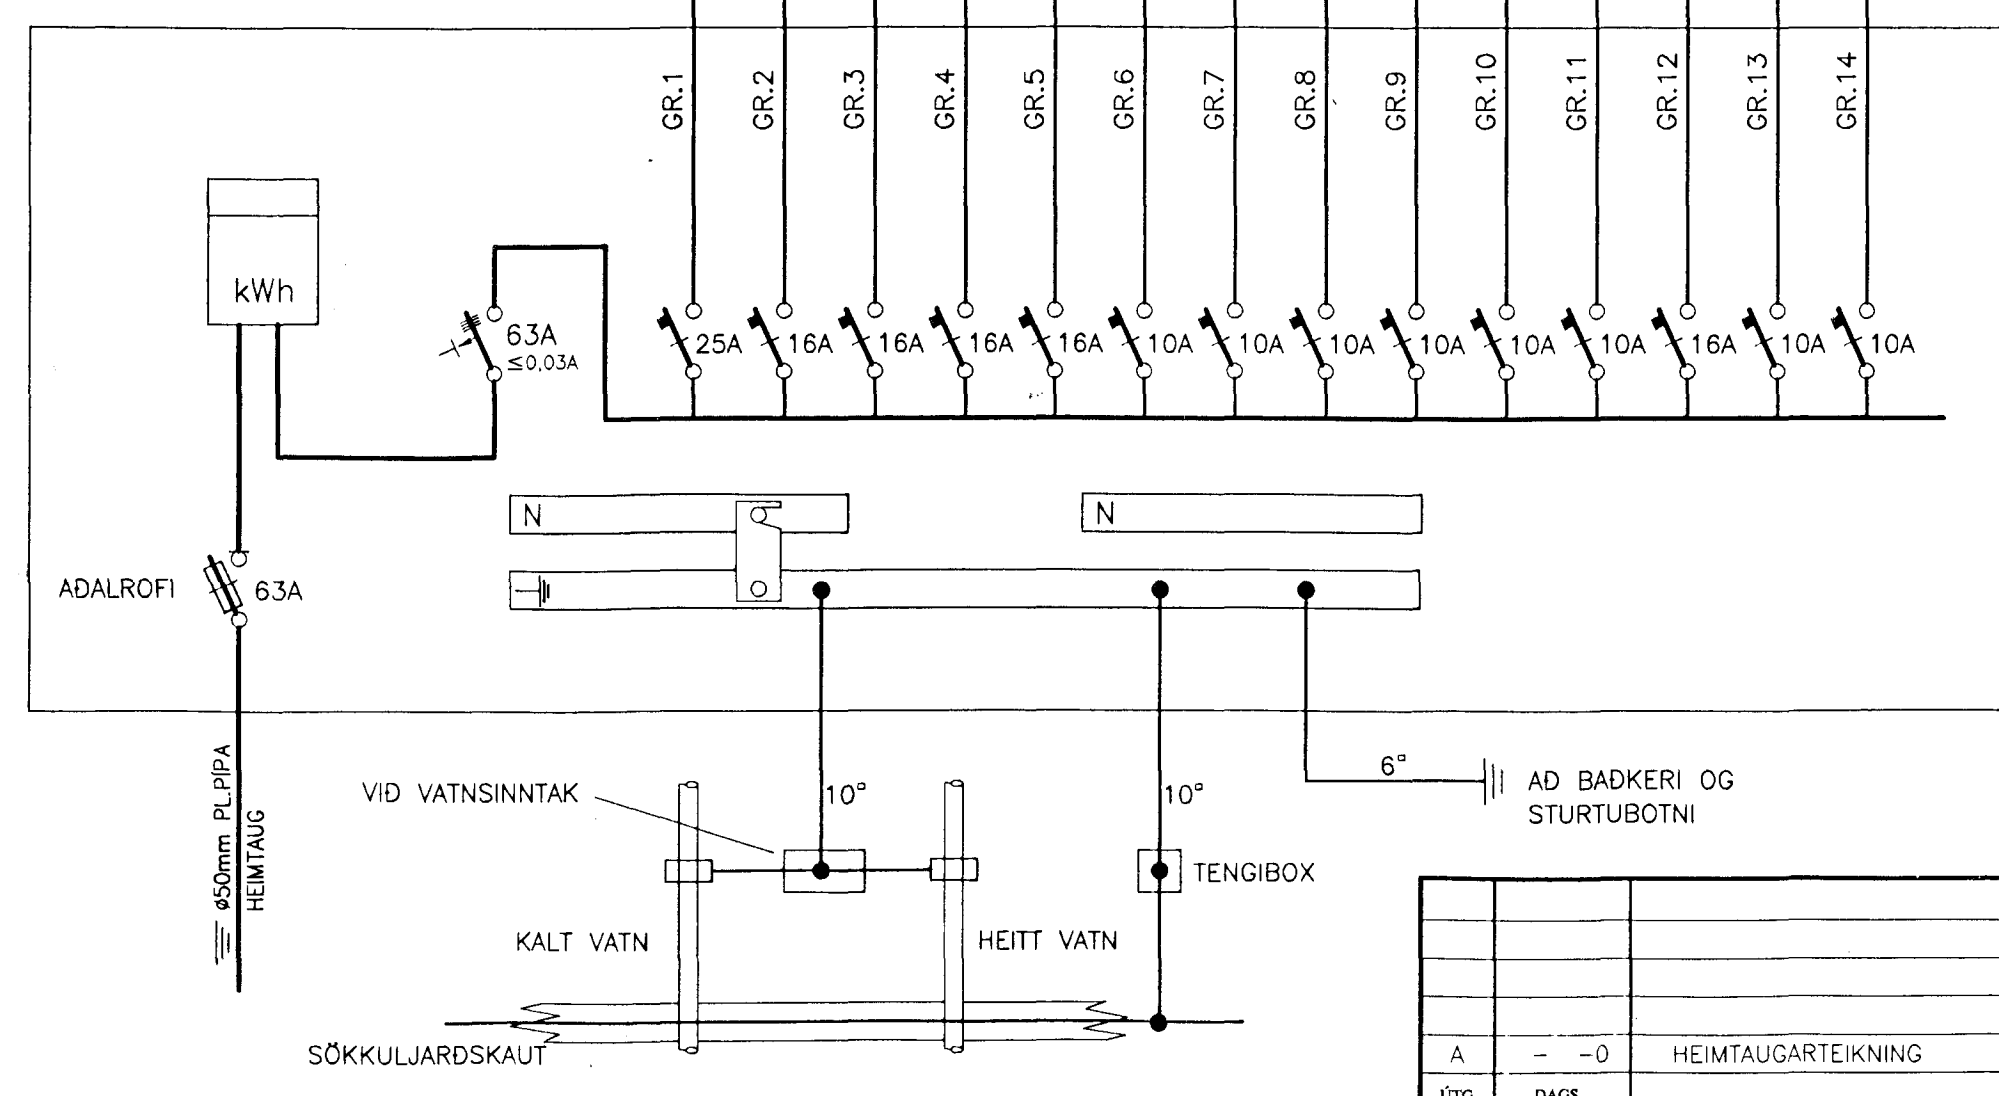 GR.1 GR.2 GR.3 GR.4 GR.5 GR.6 GR.7 GR.8 GR.9 GR.10 GR.11 GR.12 GR.13 GR.14
kWh
63A
≤0,03A
25A 16A 16A 16A 16A 10A 10A 10A 10A 10A 10A 16A 10A 10A
N N
AÐALROFI 63A
ø50mm PL.PÍPA
HEIMTAUG
VIÐ VATNSINNTAK
10▫
10▫
6▫
AÐ BAÐKERI OG
STURTUBOTNI
TENGIBOX
KALT VATN
HEITT VATN
SÖKKULJARÐSKAUT
A - -0 HEIMTAUGARTEIKNING
ÚTG. DAGS.